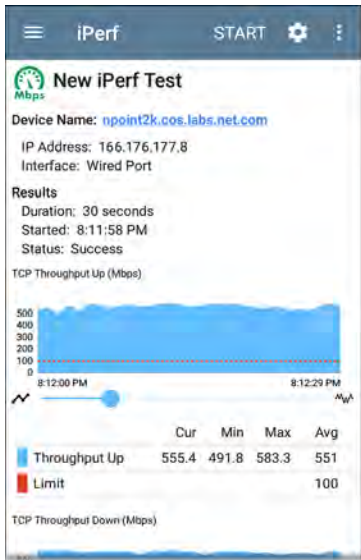 iPerf START
Mbps
New iPerf Test
Device Name: npoint2k.cos.labs.net.com
IP Address: 166.176.177.8
Interface: Wired Port
Results
Duration: 30 seconds
Started: 8:11:58 PM
Status: Success
TCP Throughput Up (Mbps)
500
400
300
200
100
0
8:12:00 PM 8:12:29 PM
Cur Min Max Avg
Throughput Up 555.4 491.8 583.3 551
Limit 100
TCP Throughput Down (Mbps)